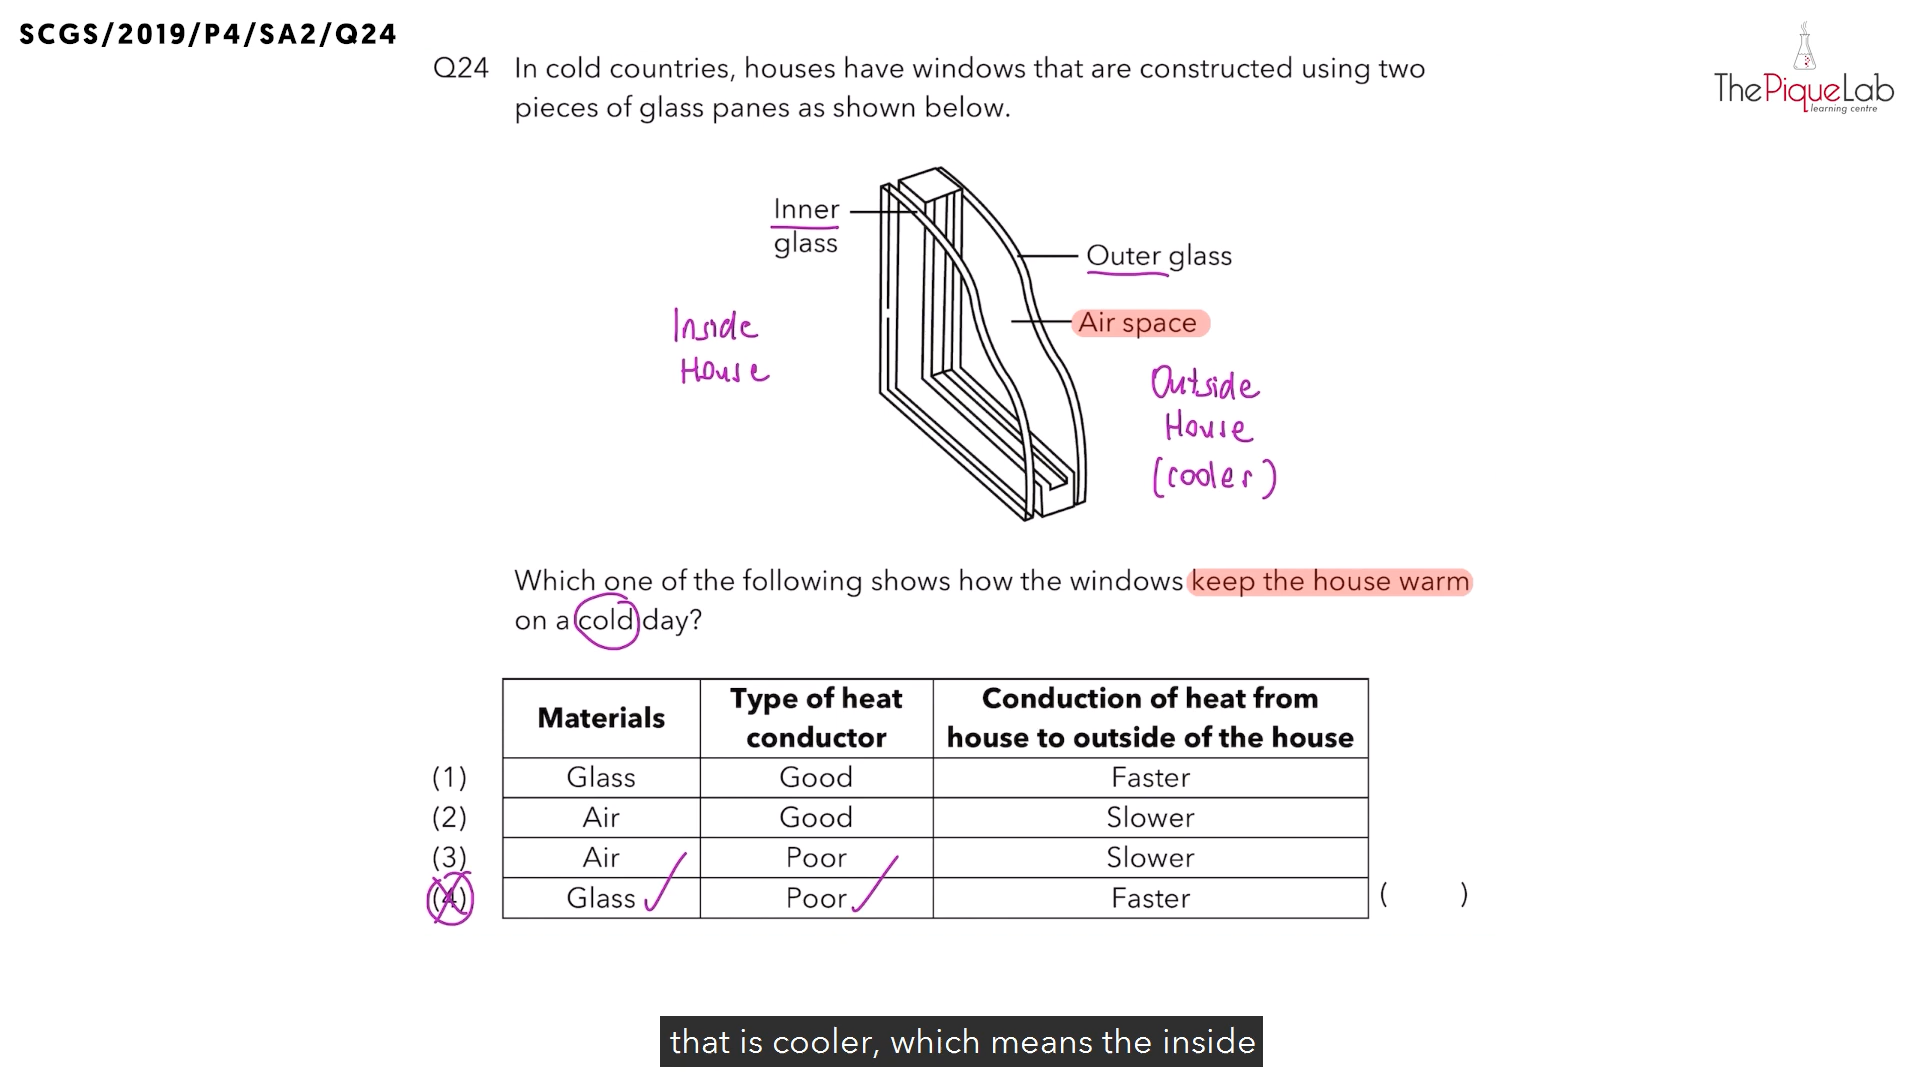 SCGS/2019/P4/SA2/Q24
ThePiqueLab
learning centre
Q24 In cold countries, houses have windows that are constructed using two
pieces of glass panes as shown below.
Inner
glass
Outer glass
Air space
Inside
House
Outside
House
(cooler)
Which one of the following shows how the windows keep the house warm
on a cold day?
Materials Type of heat conductor Conduction of heat from house to outside of the house
(1) Glass Good Faster
(2) Air Good Slower
(3) Air Poor Slower
(4) Glass Poor Faster ( )
that is cooler, which means the inside